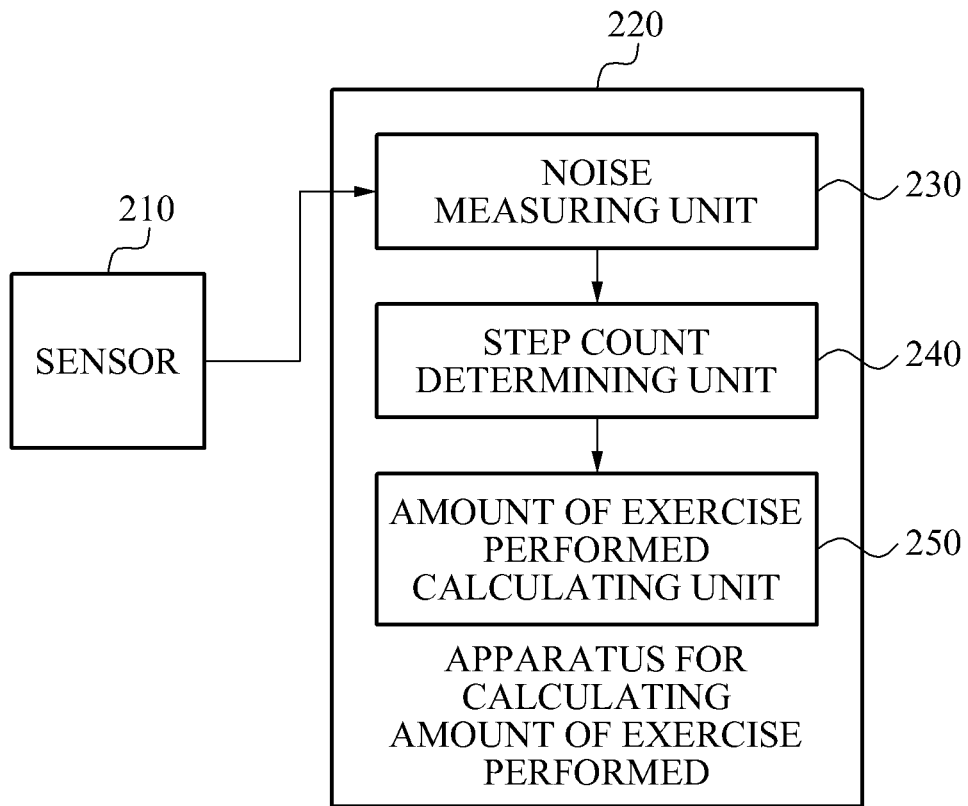 220
NOISE
MEASURING UNIT
230
210
SENSOR
STEP COUNT
DETERMINING UNIT
240
AMOUNT OF EXERCISE
PERFORMED
CALCULATING UNIT
250
APPARATUS FOR
CALCULATING
AMOUNT OF EXERCISE
PERFORMED